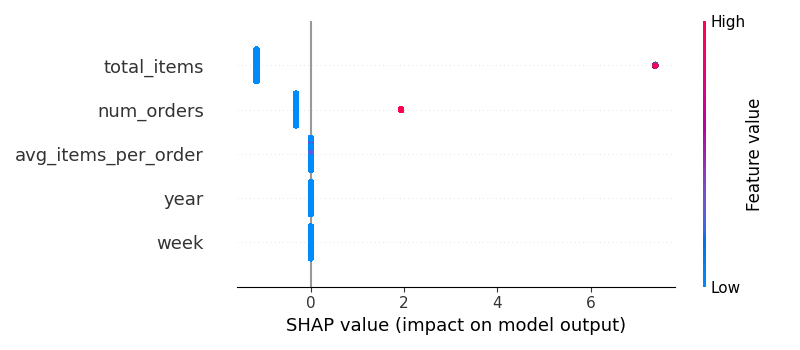 High
total_items
num_orders
avg_items_per_order
year
week
Feature value
Low
0 2 4 6
SHAP value (impact on model output)